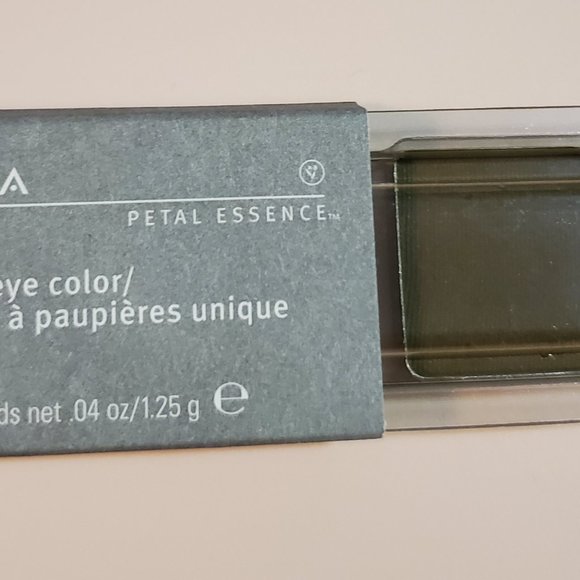 A
PETAL ESSENCE™
eye color/
à paupières unique
ds net .04 oz/1.25 g ℮